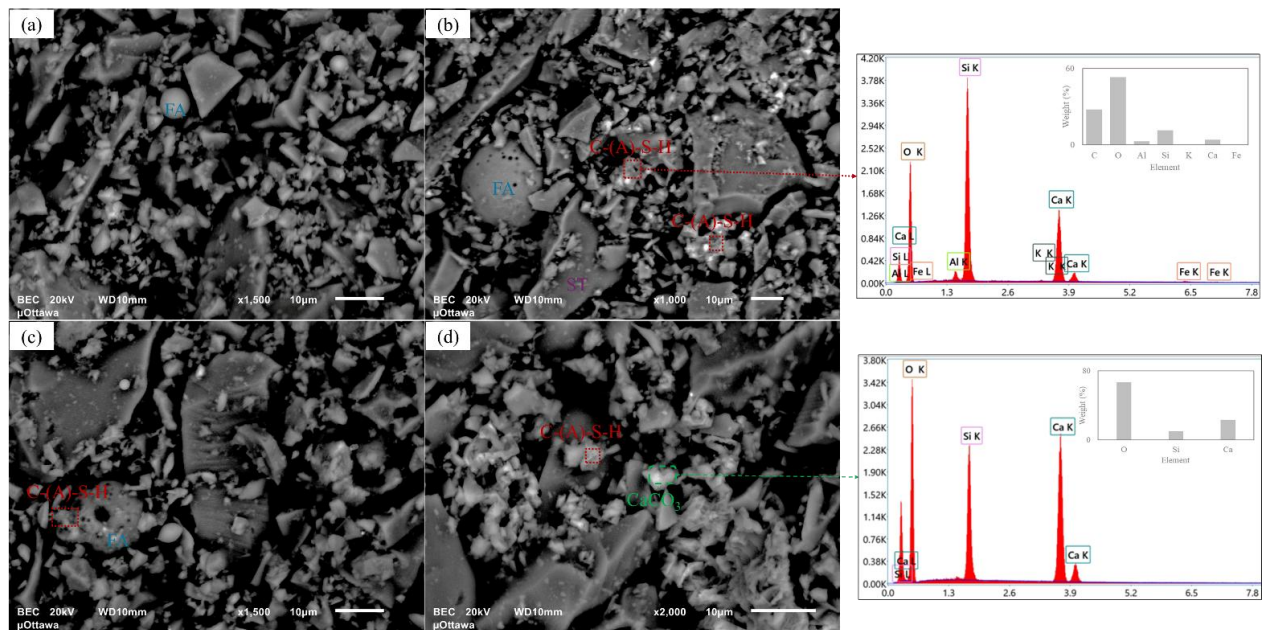 (a)
FA
BEC 20kV WD10mm x1,500 10µm
µOttawa
(b)
C-(A)-S-H
FA
C-(A)-S-H
ST
BEC 20kV WD10mm x1,000 10µm
µOttawa
4.20K
3.78K
3.36K
2.94K
2.52K
2.10K
1.68K
1.26K
0.84K
0.42K
0.00K
0.0 1.3 2.6 3.9 5.2 6.5 7.8
Si K
O K
Ca L
Si L
Al L
Fe L
Al K
Ca K
K K
K K
Ca K
Fe K
Fe K
60
0
Weight (%)
C O Al Si K Ca Fe
Element
(c)
C-(A)-S-H
FA
BEC 20kV WD10mm x1,500 10µm
µOttawa
(d)
C-(A)-S-H
CaCO3
BEC 20kV WD10mm x2,000 10µm
µOttawa
3.80K
3.42K
3.04K
2.66K
2.28K
1.90K
1.52K
1.14K
0.76K
0.38K
0.00K
0.0 1.3 2.6 3.9 5.2 6.5 7.8
O K
Si K
Ca K
Ca K
Ca L
Si L
80
0
Weight (%)
O Si Ca
Element